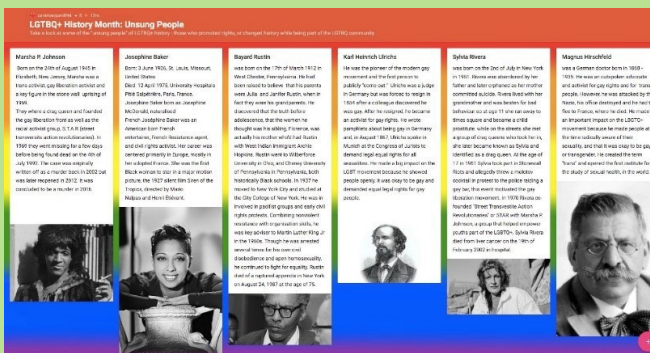 LGTBQ+ History Month: Unsung People
Take a look at some of the "unsung people" of LGTBQ+ history - those who promoted rights, or changed history while being part of the LGTBQ community
Marsha P. Johnson
Born on the 24th of August 1945 in
Elizabeth, New Jersey, Marsha was a
trans activist, gay liberation activist and
a key figure in the stone wall uprising of
1969.
They where a drag queen and founded
the gay liberation front as well as the
racial activist group, S.T.A.R (street
transvestite action revolutionaries). In
1992 they went missing for a few days
before being found dead on the 6th of
July 1992. The case was originally
written off as a murder back in 2002 but
was later reopened in 2012. It was
concluded to be a murder in 2016.
Josephine Baker
Born: 3 June 1906, St. Louis, Missouri,
United States
Died: 12 April 1975, University Hospitals
Pitié Salpêtrière, Paris, France.
Josephine Baker born as Josephine
McDonald, naturalised
French Joséphine Baker was an
American born French
entertainer, French Resistance agent,
and civil rights activist. Her career was
centered primarily in Europe, mostly in
her adopted France. She was the first
Black woman to star in a major motion
picture, the 1927 silent film Siren of the
Tropics, directed by Mario
Nalpas and Henri Étiévant.
Bayard Rustin
was born on the 17th of March 1912 in
West Chester, Pennsylvania. He had
been raised to believe that his parents
were Julia and Janifer Rustin, when in
fact they were his grandparents. He
discovered that the truth before
adolescence, that the women he
thought was his sibling, Florence, was
actually his mother who'd had Rustin
with West Indian immigrant Archie
Hopkins. Rustin went to Wilberforce
University in Ohio, and Cheney University
of Pennsylvania in Pennsylvania, both
historically Black schools. In 1937 he
moved to New York City and studied at
the City College of New York. He was in
involved in pacifist groups and early civil
rights protests. Combining nonviolent
resistance with organisation skills, he
was key adviser to Martin Luther King Jr
in the 1960s. Though he was arrested
several times for his own civil
disobedience and open homosexuality,
he continued to fight for equality. Rustin
died of a ruptured appendix in New York
on August 24, 1987 at the age of 75.
Karl Heinrich Ulrichs
He was the pioneer of the modern gay
movement and the first person to
publicly "come out." Ulrichs was a judge
in Germany but was forced to resign in
1854 after a colleague discovered he
was gay. After he resigned, he became
an activist for gay rights. He wrote
pamphlets about being gay in Germany
and, in August 1867, Ulrichs spoke in
Munich at the Congress of Jurists to
demand legal equal rights for all
sexualities. He made a big impact on the
LGBT movement because he showed
people openly, it was okay to be gay and
demanded equal legal rights for gay
people.
Sylvia Rivera
was born on the 2nd of July in New York
in 1951. Rivera was abandoned by her
father and later orphaned as her mother
committed suicide. Rivera lived with her
grandmother and was beaten for bad
behaviour so at age 11 she ran away to
times square and became a child
prostitute. while on the streets she met
a group of drag queens who took her in,
she later became known as Sylvia and
identified as a drag queen. At the age of
17 in 1961 Sylvia took part in Stonewall
Riots and allegedly threw a molotov
cocktail in protest to the police raiding a
gay bar, this event motivated the gay
liberation movement. In 1970 Rivera co-
founded "Street Transvestite Action
Revolutionaries" or STAR with Marsha P.
Johnson, a group that helped empower
youths part of the LGBTQ+. Sylvia Rivera
died from liver cancer on the 19th of
February 2002 in hospital.
Magnus Hirschfeld
was a German doctor born in 1868 -
1935. He was an outspoken advocate
and activist for gay rights and for trans
people. However, he was attacked by the
Nazis, his office destroyed and he had to
flee to France, where he died. He made
an important impact on the LGBTQ+
movement because he made people at
the time radically aware of their
sexuality, and that it was okay to be gay
or transgender. He created the term
"trans" and opened the first institute for
the study of sexual health, in the world.